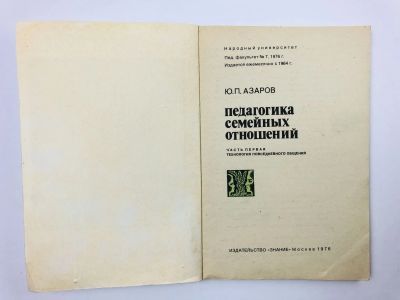 Народный университет
Пед. факультет № 7, 1976 г.
Издается ежемесячно с 1964 г.
Ю.П. АЗАРОВ
педагогика
семейных
отношений
ЧАСТЬ ПЕРВАЯ
ТЕХНОЛОГИЯ ПОВСЕДНЕВНОГО ОБЩЕНИЯ
ИЗДАТЕЛЬСТВО «ЗНАНИЕ» Москва 1976